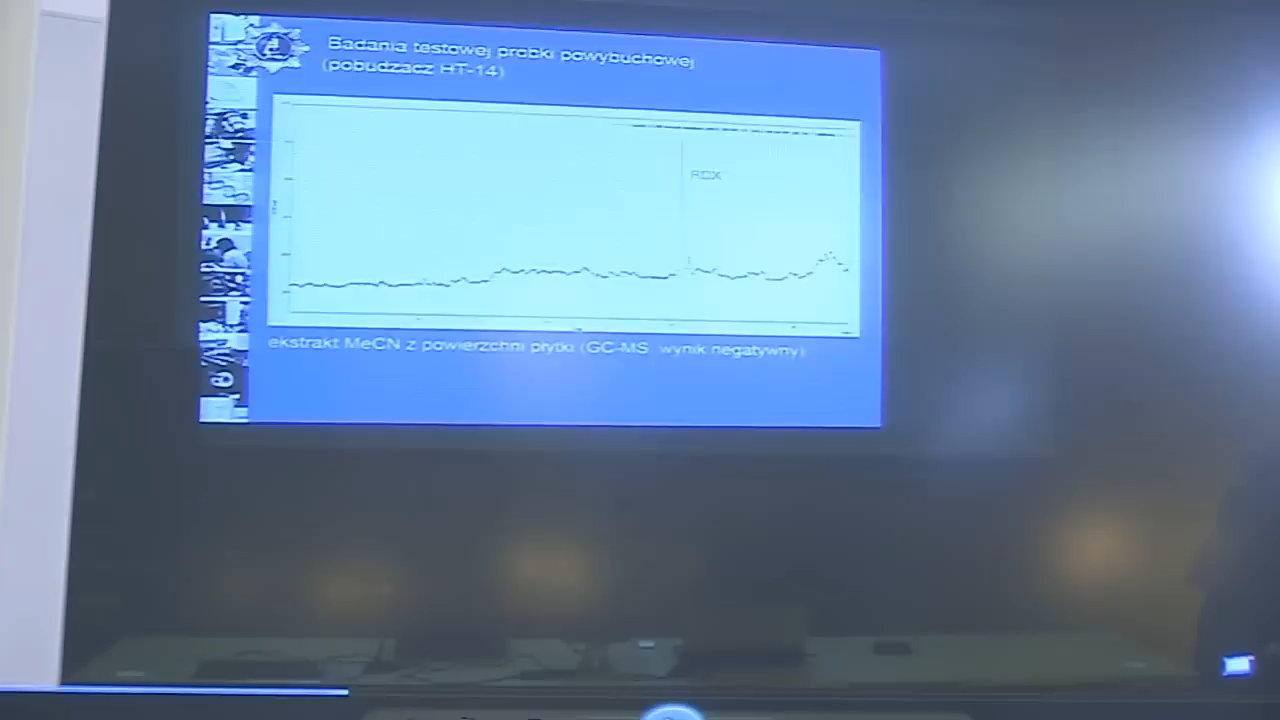 Badania testowej próbki powybuchowej
(pobudzacz HT-14)
RDX
ekstrakt MeCN z powierzchni płytki (GC-MS wynik negatywny)